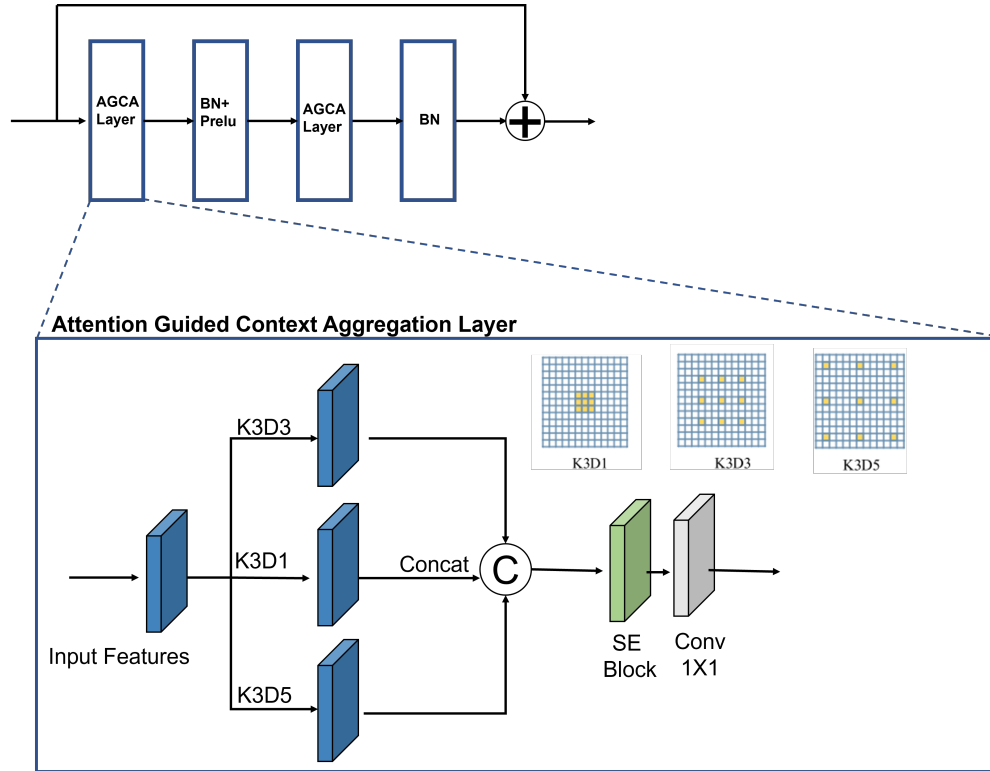 AGCA
Layer
BN+
Prelu
AGCA
Layer
BN
Attention Guided Context Aggregation Layer
K3D3
K3D1
K3D5
Input Features
Concat
C
K3D1
K3D3
K3D5
SE
Block
Conv
1X1